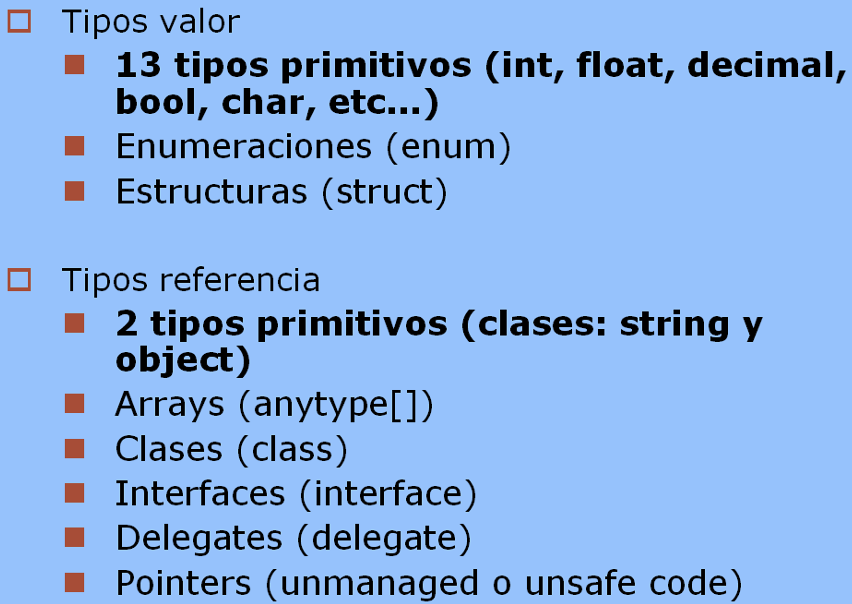 Tipos valor
13 tipos primitivos (int, float, decimal,
bool, char, etc…)
Enumeraciones (enum)
Estructuras (struct)
Tipos referencia
2 tipos primitivos (clases: string y
object)
Arrays (anytype[])
Clases (class)
Interfaces (interface)
Delegates (delegate)
Pointers (unmanaged o unsafe code)